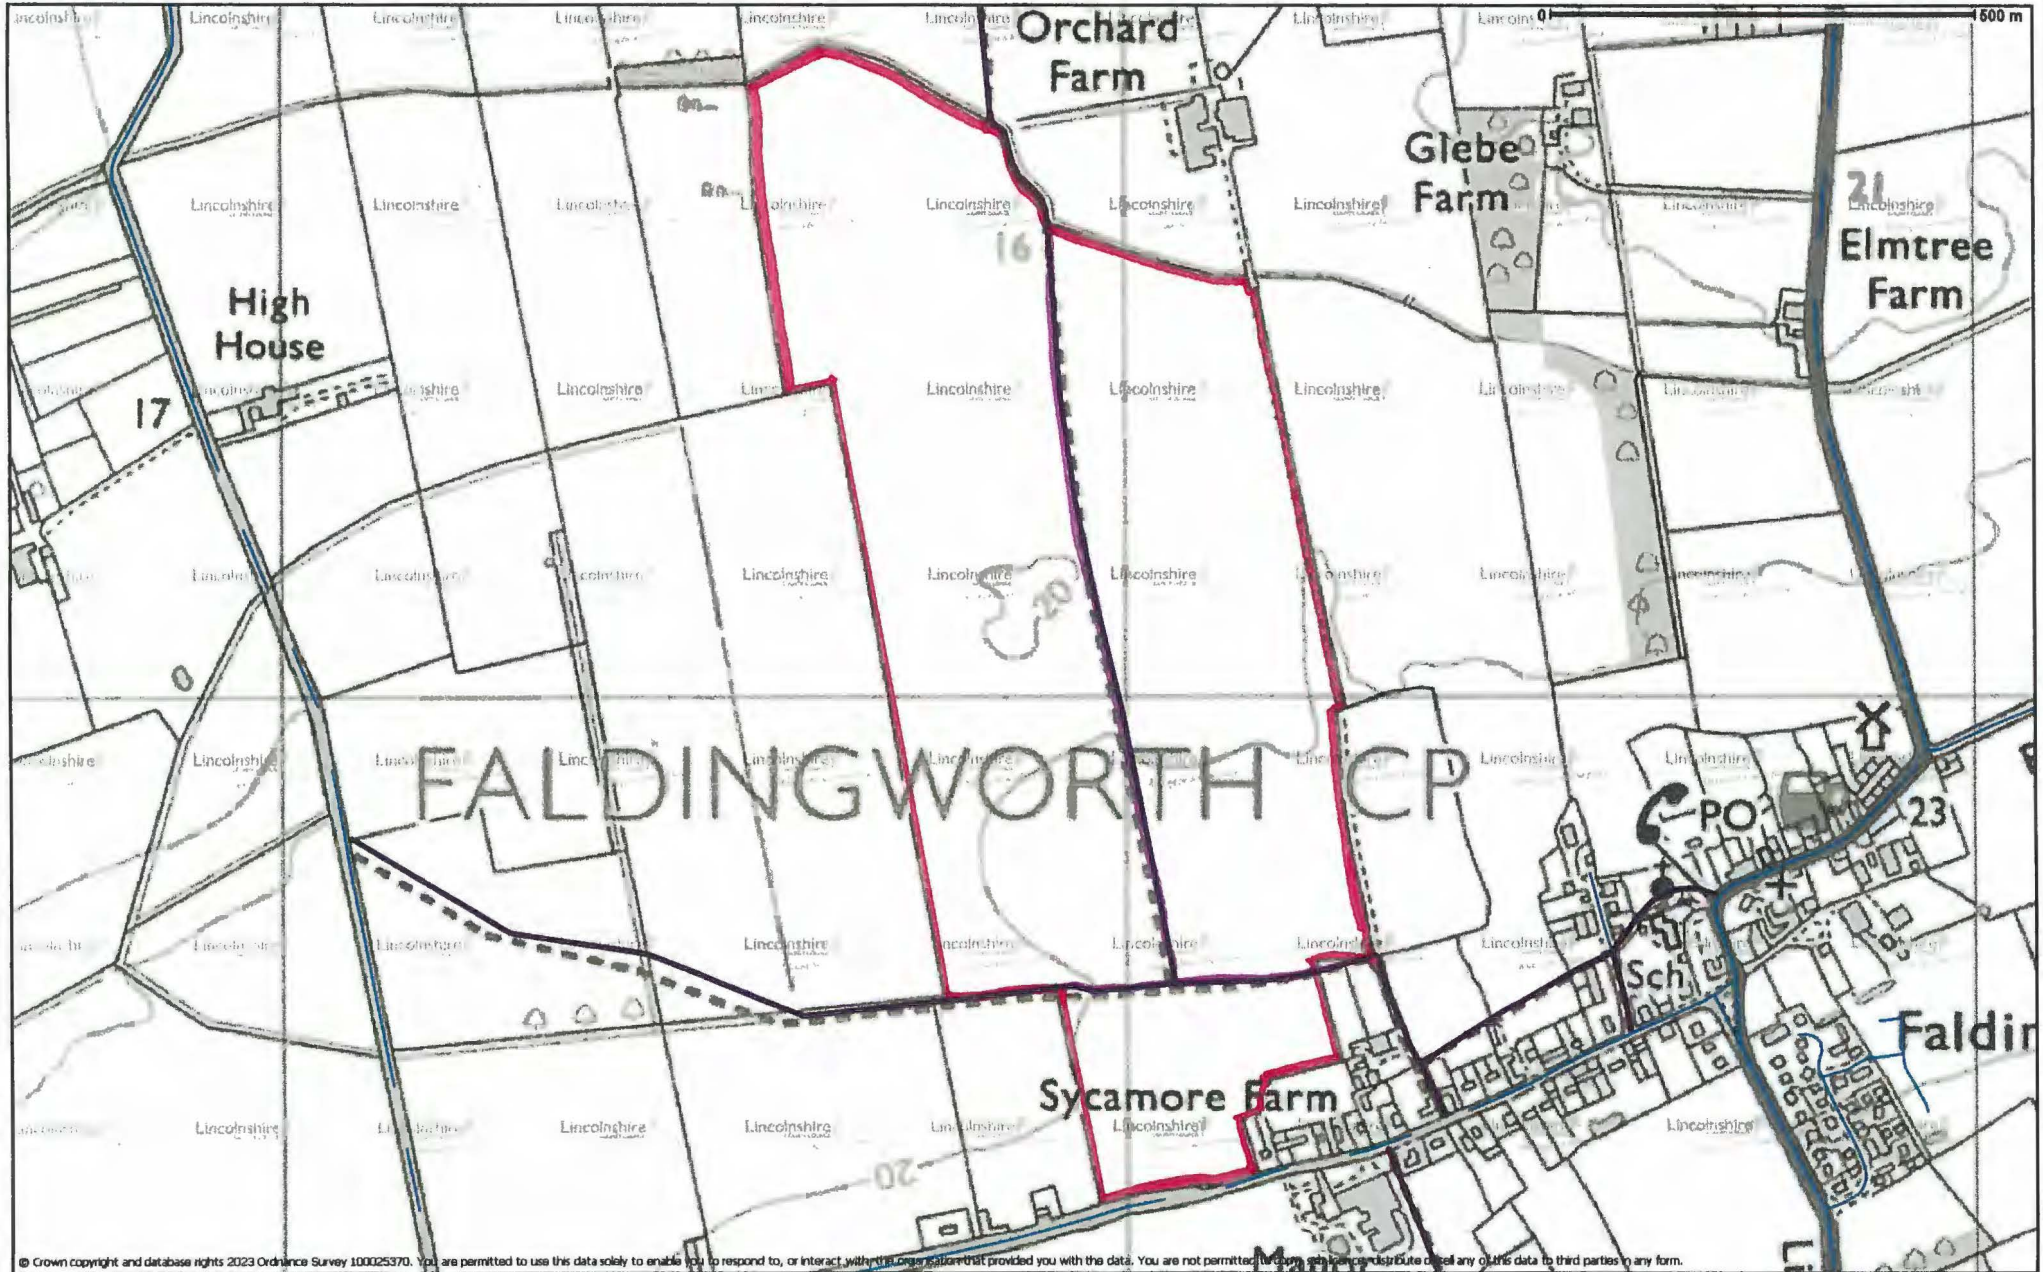 0 500 m
Orchard
Farm
Glebe
Farm
21
Elmtree
Farm
16
High
House
17
20
FALDINGWORTH CP
PO
23
Sch
Faldin
Sycamore Farm
20
Lincolnshire
© Crown copyright and database rights 2023 Ordnance Survey 100025370. You are permitted to use this data solely to enable you to respond to, or interact with, the organisation that provided you with the data. You are not permitted to copy, sub-licence, distribute or sell any of this data to third parties in any form.